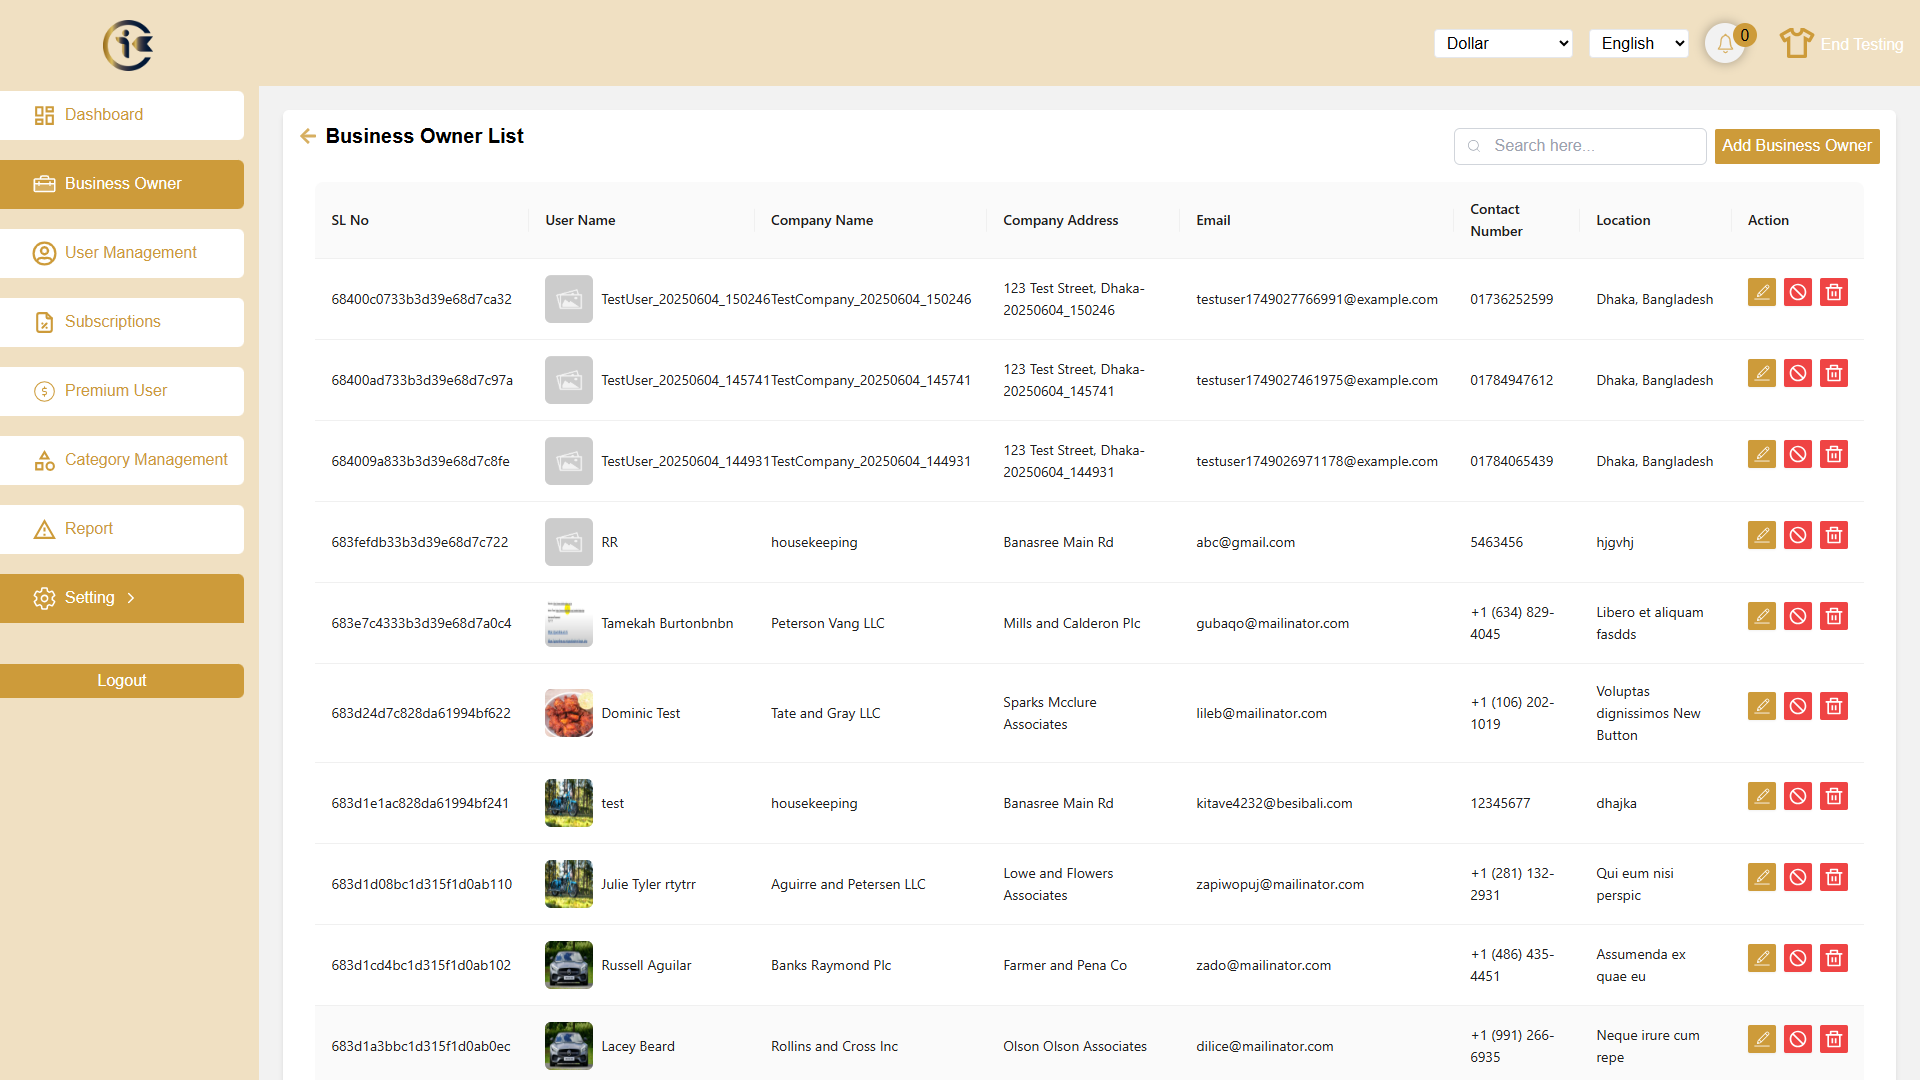 Dollar
English
0
End Testing
Dashboard
Business Owner
User Management
Subscriptions
Premium User
Category Management
Report
Setting
Logout
Business Owner List
Search here...
Add Business Owner
SL No User Name Company Name Company Address Email Contact Number Location Action
68400c0733b3d39e68d7ca32 TestUser_20250604_150246 TestCompany_20250604_150246 123 Test Street, Dhaka-20250604_150246 testuser1749027766991@example.com 01736252599 Dhaka, Bangladesh
68400ad733b3d39e68d7c97a TestUser_20250604_145741 TestCompany_20250604_145741 123 Test Street, Dhaka-20250604_145741 testuser1749027461975@example.com 01784947612 Dhaka, Bangladesh
684009a833b3d39e68d7c8fe TestUser_20250604_144931 TestCompany_20250604_144931 123 Test Street, Dhaka-20250604_144931 testuser1749026971178@example.com 01784065439 Dhaka, Bangladesh
683fefdb33b3d39e68d7c722 RR housekeeping Banasree Main Rd abc@gmail.com 5463456 hjgvhj
683e7c4333b3d39e68d7a0c4 Tamekah Burtonbnbn Peterson Vang LLC Mills and Calderon Plc gubaqo@mailinator.com +1 (634) 829-4045 Libero et aliquam fasdds
683d24d7c828da61994bf622 Dominic Test Tate and Gray LLC Sparks Mcclure Associates lileb@mailinator.com +1 (106) 202-1019 Voluptas dignissimos New Button
683d1e1ac828da61994bf241 test housekeeping Banasree Main Rd kitave4232@besibali.com 12345677 dhajka
683d1d08bc1d315f1d0ab110 Julie Tyler rtytrr Aguirre and Petersen LLC Lowe and Flowers Associates zapiwopuj@mailinator.com +1 (281) 132-2931 Qui eum nisi perspic
683d1cd4bc1d315f1d0ab102 Russell Aguilar Banks Raymond Plc Farmer and Pena Co zado@mailinator.com +1 (486) 435-4451 Assumenda ex quae eu
683d1a3bbc1d315f1d0ab0ec Lacey Beard Rollins and Cross Inc Olson Olson Associates dilice@mailinator.com +1 (991) 266-6935 Neque irure cum repe